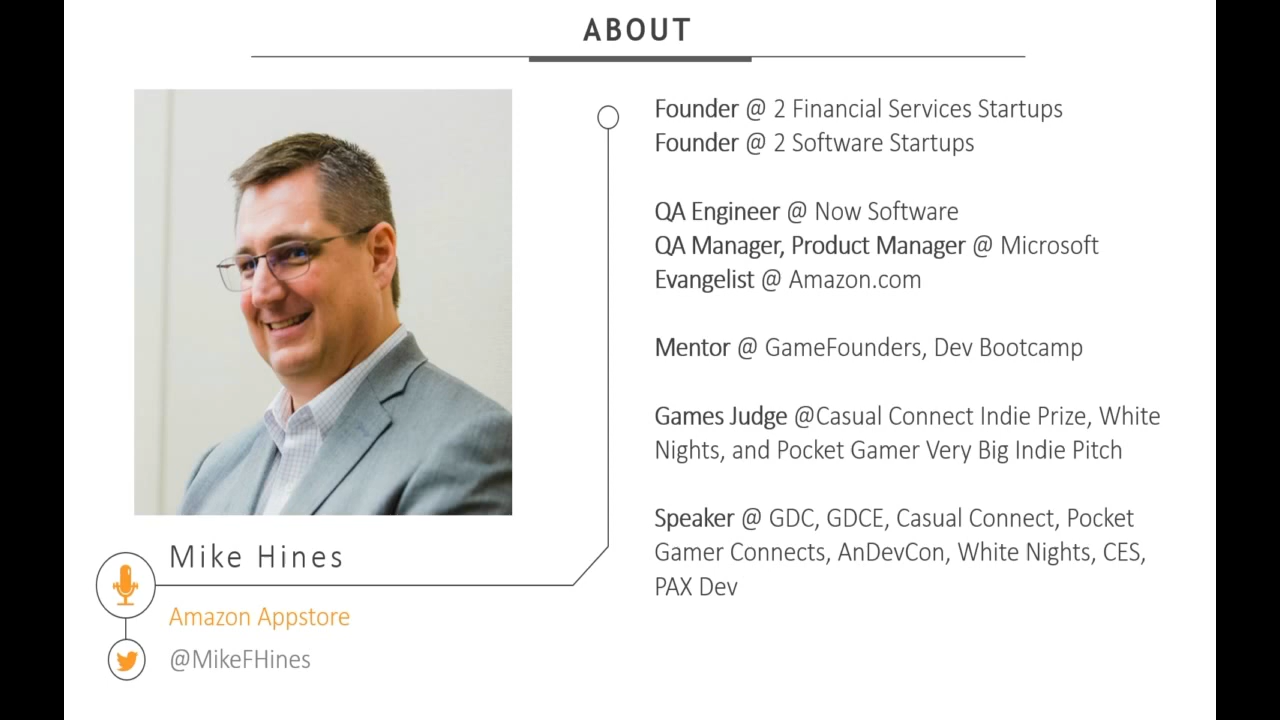 ABOUT
Founder @ 2 Financial Services Startups
Founder @ 2 Software Startups
QA Engineer @ Now Software
QA Manager, Product Manager @ Microsoft
Evangelist @ Amazon.com
Mentor @ GameFounders, Dev Bootcamp
Games Judge @Casual Connect Indie Prize, White
Nights, and Pocket Gamer Very Big Indie Pitch
Speaker @ GDC, GDCE, Casual Connect, Pocket
Gamer Connects, AnDevCon, White Nights, CES,
PAX Dev
Mike Hines
Amazon Appstore
@MikeFHines